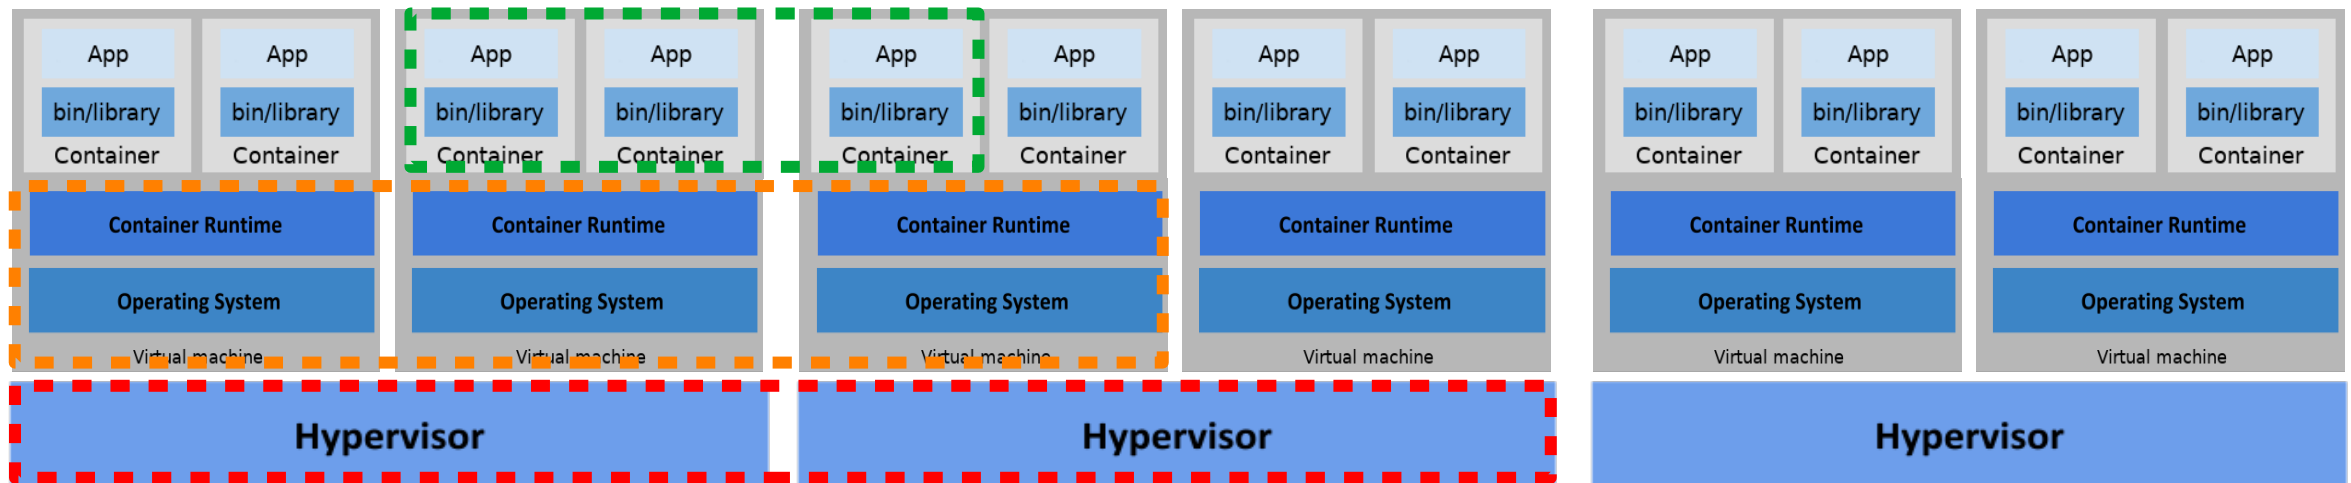 App App App App App App App App App App App App
bin/library bin/library bin/library bin/library bin/library bin/library bin/library bin/library bin/library bin/library bin/library bin/library
Container Container Container Container Container Container Container Container Container Container Container Container
Container Runtime Container Runtime Container Runtime Container Runtime Container Runtime Container Runtime
Operating System Operating System Operating System Operating System Operating System Operating System
Virtual machine Virtual machine Virtual machine Virtual machine Virtual machine Virtual machine
Hypervisor Hypervisor Hypervisor